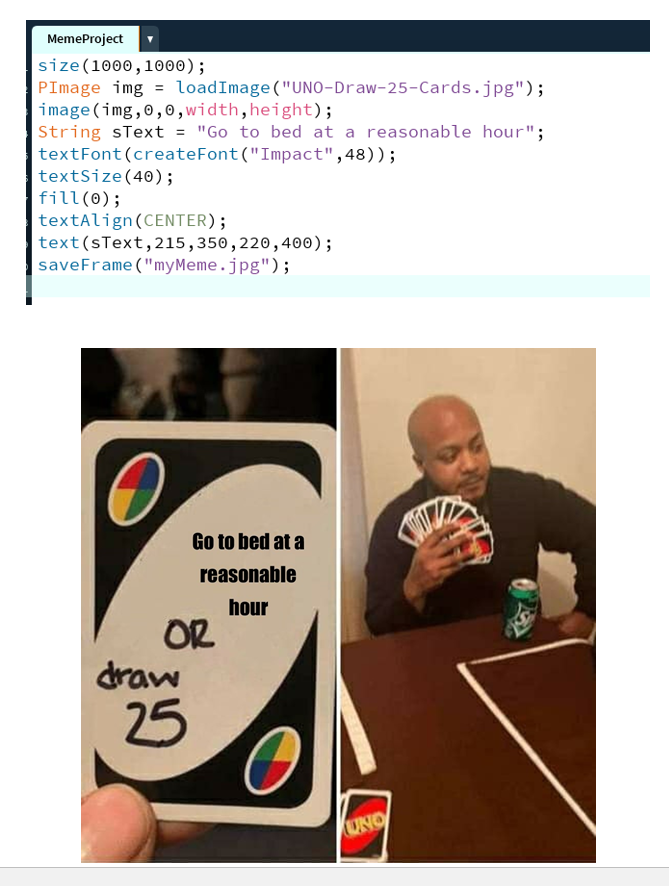 MemeProject
size(1000,1000);
PImage img = loadImage("UNO-Draw-25-Cards.jpg");
image(img,0,0,width,height);
String sText = "Go to bed at a reasonable hour";
textFont(createFont("Impact",48));
textSize(40);
fill(0);
textAlign(CENTER);
text(sText,215,350,220,400);
saveFrame("myMeme.jpg");
Go to bed at a
reasonable
hour
OR
draw
25
UNO